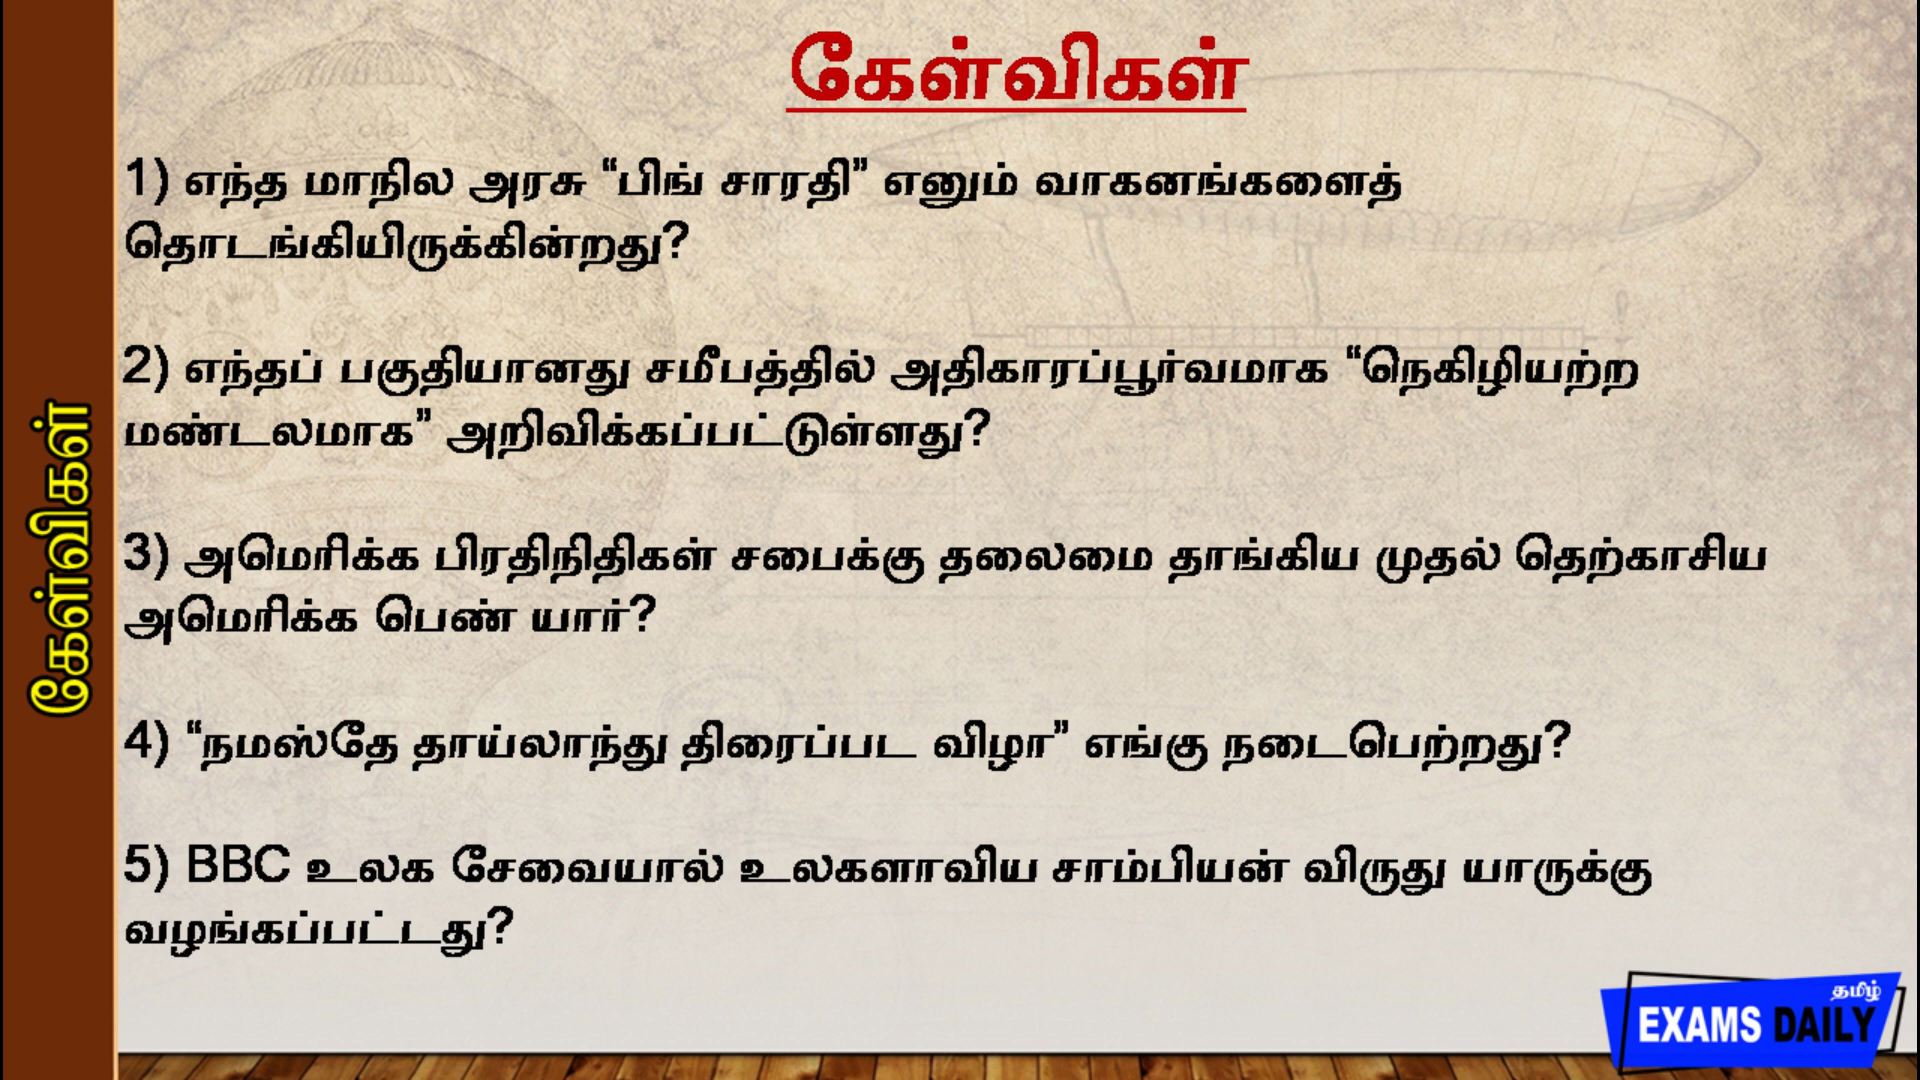 கேள்விகள்
கேள்விகள்
1) எந்த மாநில அரசு “பிங் சாரதி” எனும் வாகனங்களைத்
தொடங்கியிருக்கின்றது?
2) எந்தப் பகுதியானது சமீபத்தில் அதிகாரப்பூர்வமாக “நெகிழியற்ற
மண்டலமாக” அறிவிக்கப்பட்டுள்ளது?
3) அமெரிக்க பிரதிநிதிகள் சபைக்கு தலைமை தாங்கிய முதல் தெற்காசிய
அமெரிக்க பெண் யார்?
4) “நமஸ்தே தாய்லாந்து திரைப்பட விழா” எங்கு நடைபெற்றது?
5) BBC உலக சேவையால் உலகளாவிய சாம்பியன் விருது யாருக்கு
வழங்கப்பட்டது?
தமிழ்
EXAMS DAILY